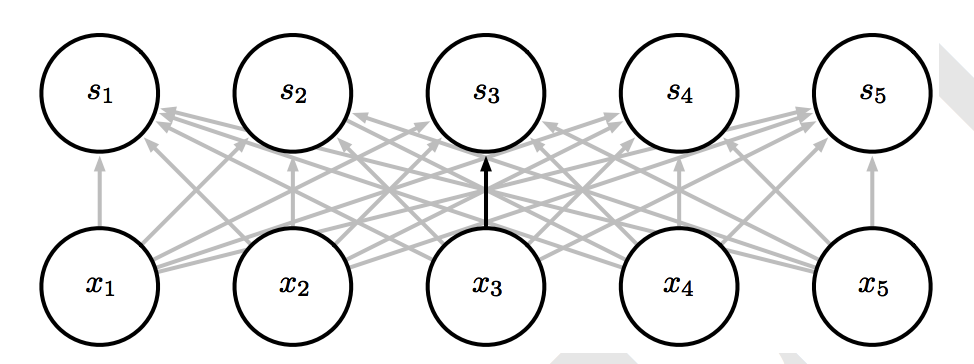 s₁ s₂ s₃ s₄ s₅
x₁ x₂ x₃ x₄ x₅